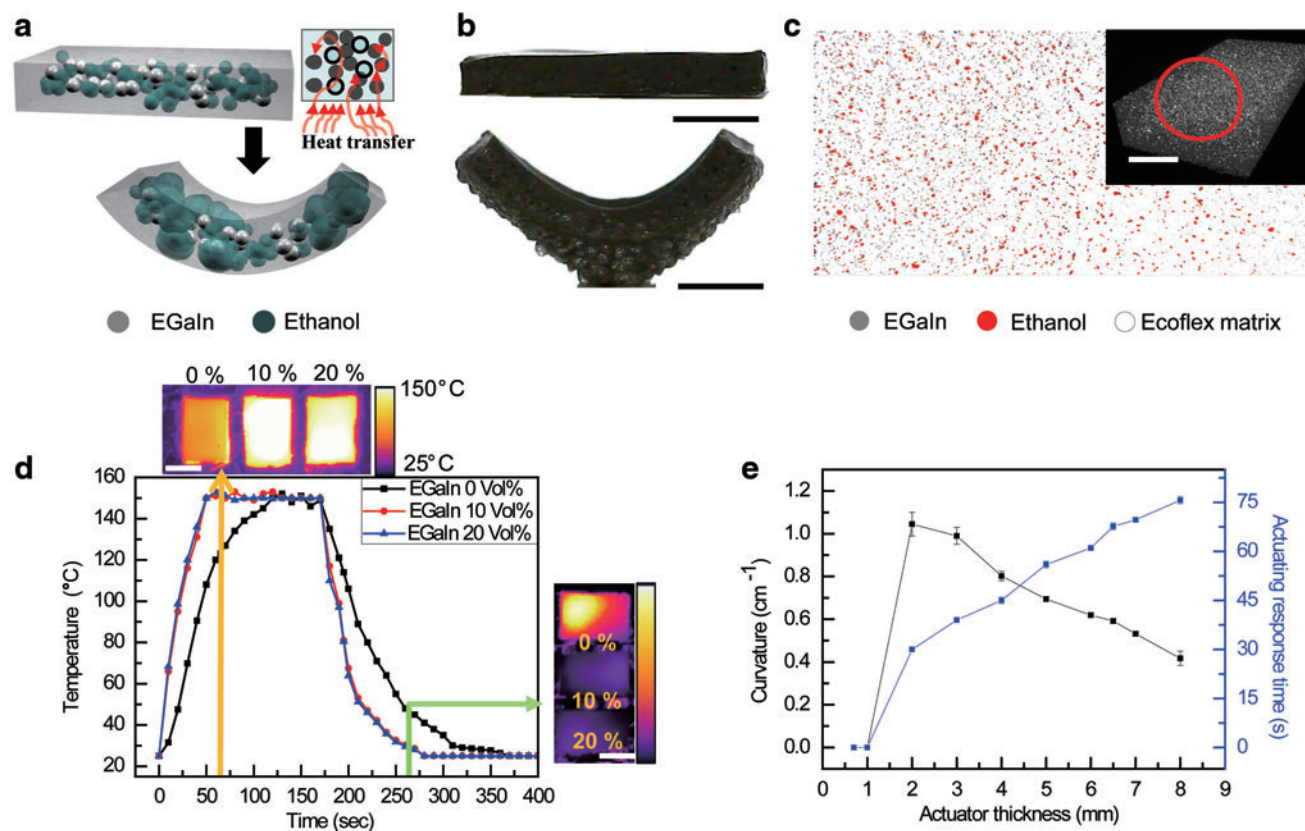 a
Heat transfer
EGaIn
Ethanol
b
c
EGaIn
Ethanol
Ecoflex matrix
0 %
10 %
20 %
150°C
25°C
d
EGaIn 0 Vol%
EGaIn 10 Vol%
EGaIn 20 Vol%
160
140
120
100
80
60
40
20
Temperature (°C)
0 50 100 150 200 250 300 350 400
Time (sec)
0 %
10 %
20 %
e
1.2
1.0
0.8
0.6
0.4
0.2
0.0
Curvature (cm⁻¹)
0 1 2 3 4 5 6 7 8 9
Actuator thickness (mm)
75
60
45
30
15
0
Actuating response time (s)